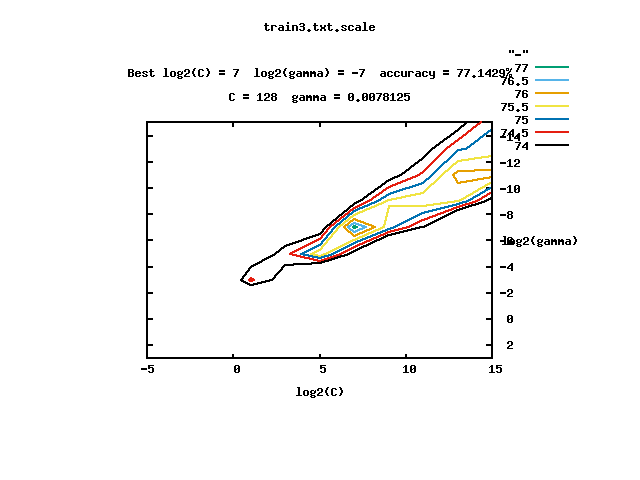 train3.txt.scale
"-"
Best log2(C) = 7  log2(gamma) = -7  accuracy = 77.1429%
77
76.5
76
C = 128  gamma = 0.0078125
75.5
75
74.5
74
-14
-12
-10
-8
-6
log2(gamma)
-4
-2
0
2
-5 0 5 10 15
log2(C)